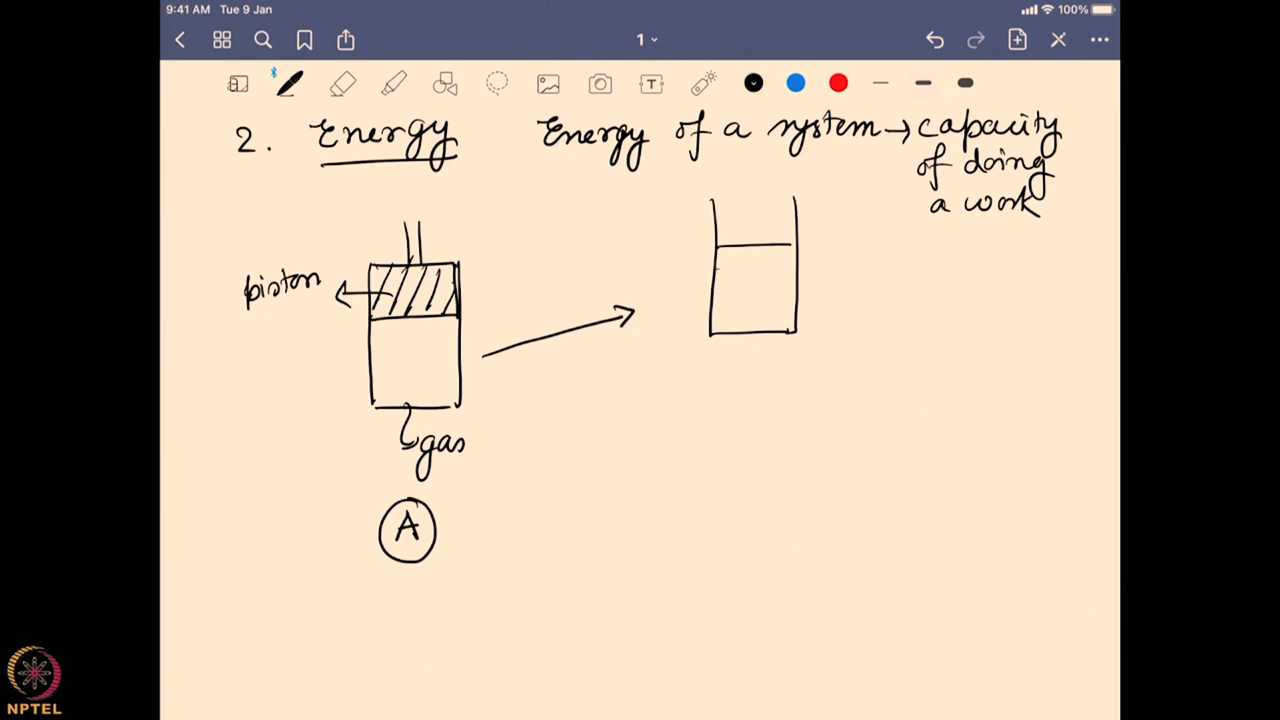 9:41 AM Tue 9 Jan
100%
1
T
2. Energy Energy of a system → capacity
of doing
a work
piston
gas
A
NPTEL